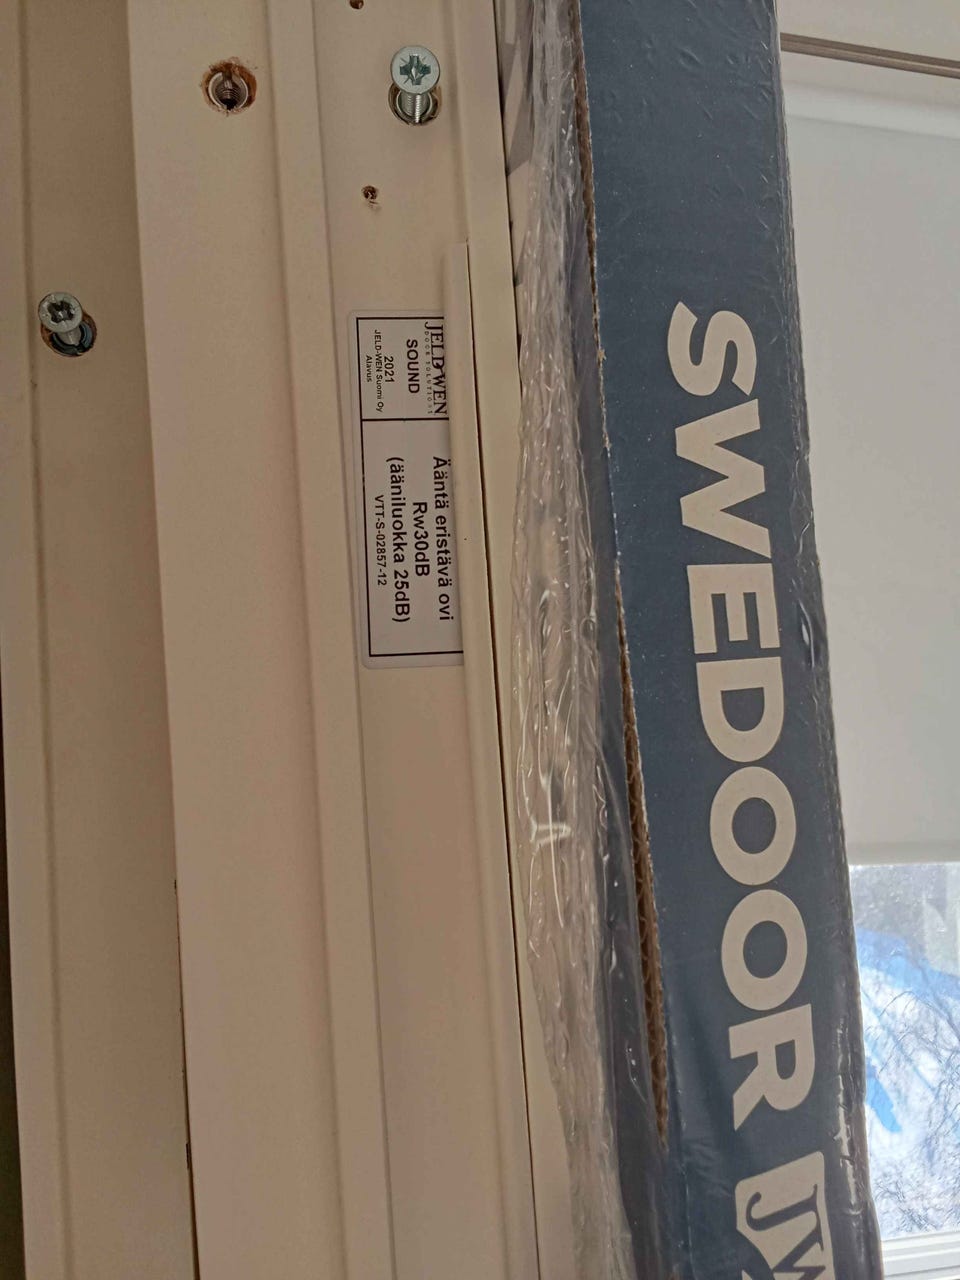 JELD-WEN
DOOR SOLUTIONS
SOUND
2021
JELD-WEN Suomi Oy
Alavus
Ääntä eristävä ovi
Rw30dB
(ääniluokka 25dB)
VTT-S-02857-12
SWEDOOR
JW